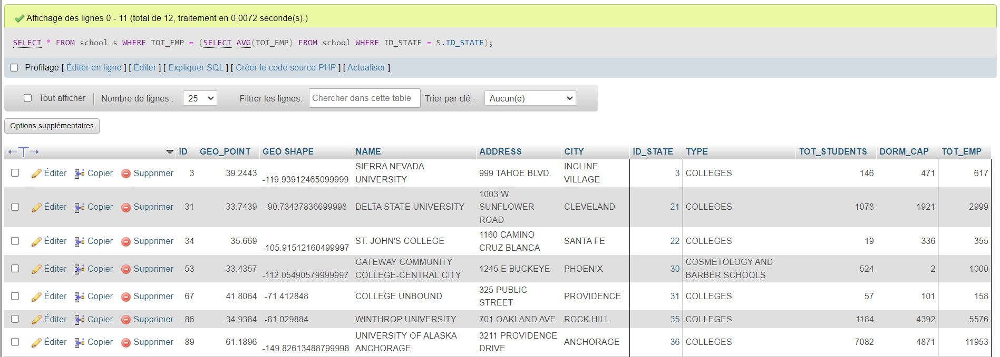 Affichage des lignes 0 - 11 (total de 12, traitement en 0,0072 seconde(s).)
SELECT * FROM school s WHERE TOT_EMP = (SELECT AVG(TOT_EMP) FROM school WHERE ID_STATE = S.ID_STATE);
Profilage [ Éditer en ligne ] [ Éditer ] [ Expliquer SQL ] [ Créer le code source PHP ] [ Actualiser ]
Tout afficher Nombre de lignes : 25 Filtrer les lignes: Chercher dans cette table Trier par clé : Aucun(e)
Options supplémentaires
←T→ ID GEO_POINT GEO SHAPE NAME ADDRESS CITY ID_STATE TYPE TOT_STUDENTS DORM_CAP TOT_EMP
Éditer Copier Supprimer 3 39.2443 -119.93912465099999 SIERRA NEVADA UNIVERSITY 999 TAHOE BLVD. INCLINE VILLAGE 3 COLLEGES 146 471 617
Éditer Copier Supprimer 31 33.7439 -90.73437836699998 DELTA STATE UNIVERSITY 1003 W SUNFLOWER ROAD CLEVELAND 21 COLLEGES 1078 1921 2999
Éditer Copier Supprimer 34 35.669 -105.91512160499997 ST. JOHN'S COLLEGE 1160 CAMINO CRUZ BLANCA SANTA FE 22 COLLEGES 19 336 355
Éditer Copier Supprimer 53 33.4357 -112.05490579999997 GATEWAY COMMUNITY COLLEGE-CENTRAL CITY 1245 E BUCKEYE PHOENIX 30 COSMETOLOGY AND BARBER SCHOOLS 524 2 1000
Éditer Copier Supprimer 67 41.8064 -71.412848 COLLEGE UNBOUND 325 PUBLIC STREET PROVIDENCE 31 COLLEGES 57 101 158
Éditer Copier Supprimer 86 34.9384 -81.029884 WINTHROP UNIVERSITY 701 OAKLAND AVE ROCK HILL 35 COLLEGES 1184 4392 5576
Éditer Copier Supprimer 89 61.1896 -149.82613488799998 UNIVERSITY OF ALASKA ANCHORAGE 3211 PROVIDENCE DRIVE ANCHORAGE 36 COLLEGES 7082 4871 11953